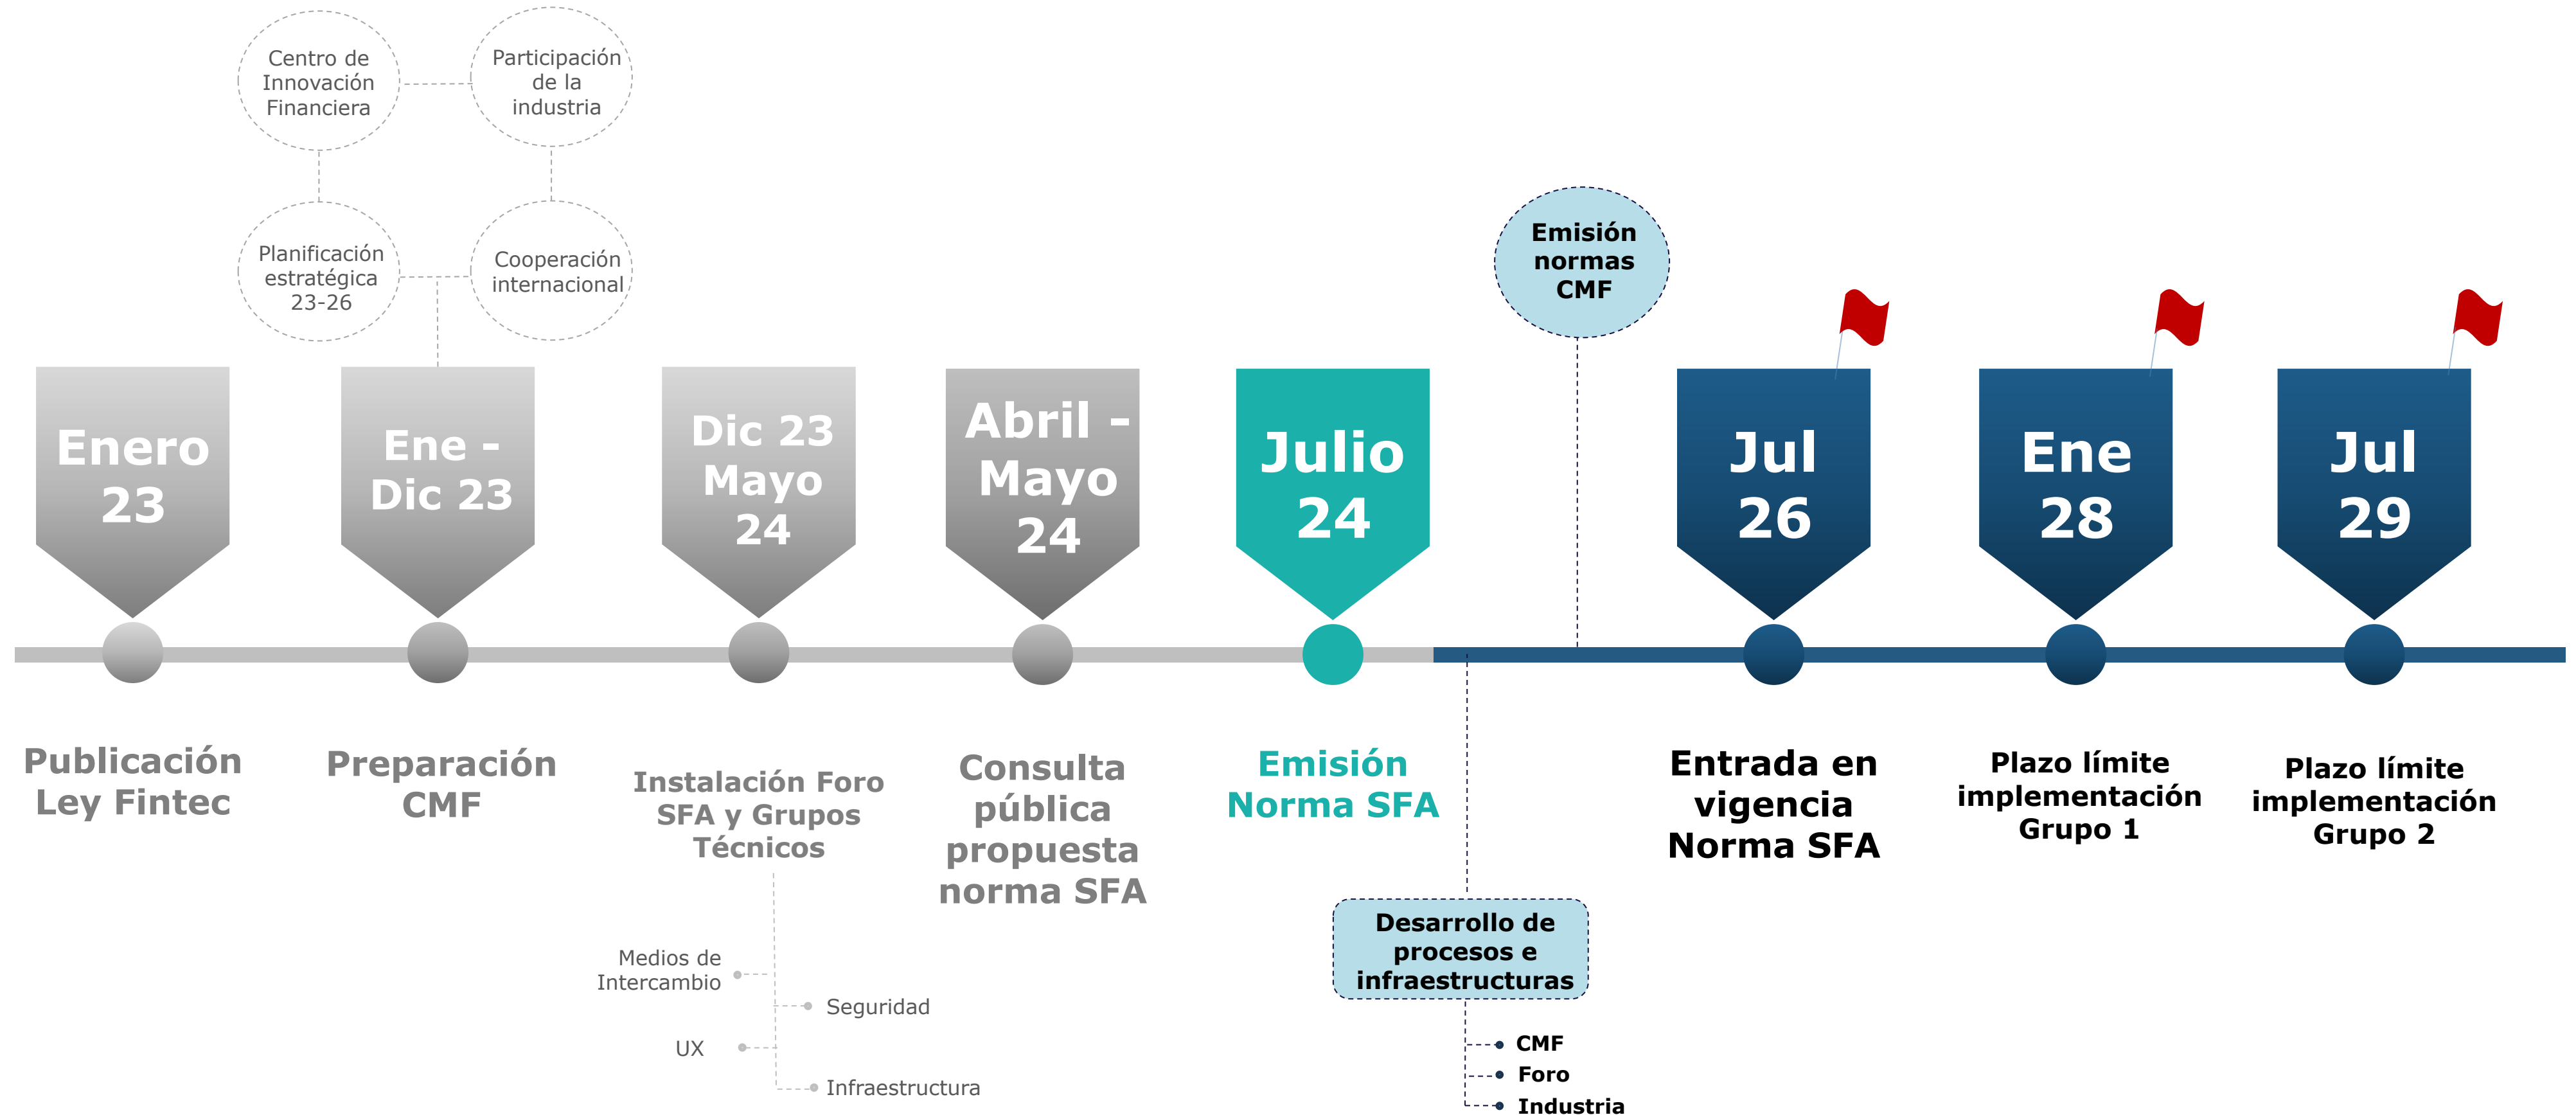 Centro de
Innovación
Financiera
Participación
de la
industria
Planificación
estratégica
23-26
Cooperación
internacional
Emisión
normas
CMF
Enero
23
Ene -
Dic 23
Dic 23
Mayo
24
Abril -
Mayo
24
Julio
24
Jul
26
Ene
28
Jul
29
Publicación
Ley Fintec
Preparación
CMF
Instalación Foro
SFA y Grupos
Técnicos
Consulta
pública
propuesta
norma SFA
Emisión
Norma SFA
Entrada en
vigencia
Norma SFA
Plazo límite
implementación
Grupo 1
Plazo límite
implementación
Grupo 2
Medios de
Intercambio
Seguridad
UX
Infraestructura
Desarrollo de
procesos e
infraestructuras
CMF
Foro
Industria